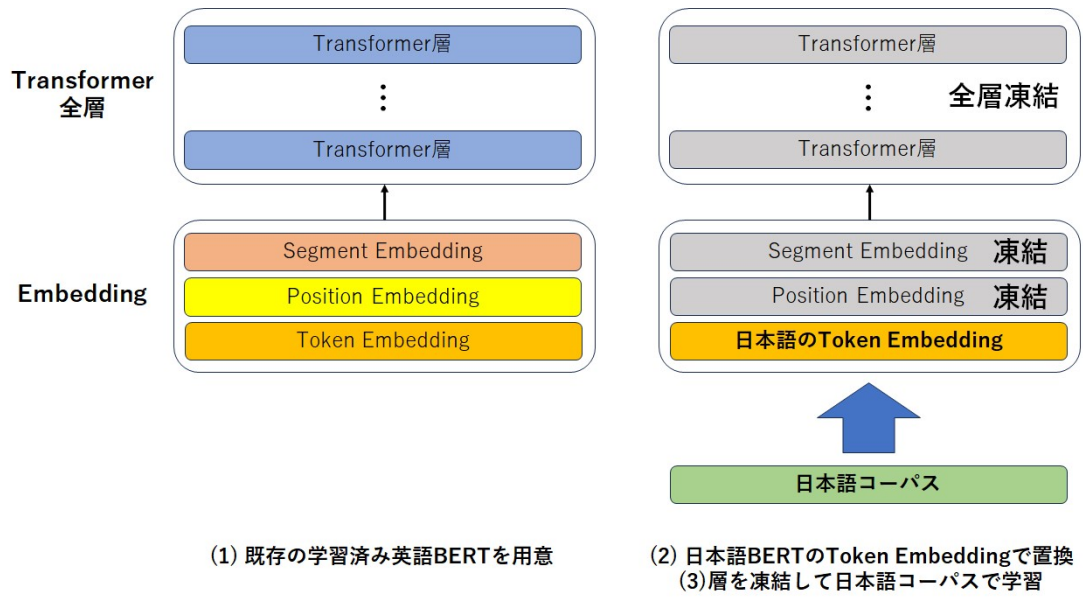 Transformer層
Transformer層
Transformer
全層
⋮
⋮
全層凍結
Transformer層
Transformer層
Segment Embedding
Segment Embedding 凍結
Embedding
Position Embedding
Position Embedding 凍結
Token Embedding
日本語のToken Embedding
日本語コーパス
(1) 既存の学習済み英語BERTを用意
(2) 日本語BERTのToken Embeddingで置換
(3)層を凍結して日本語コーパスで学習